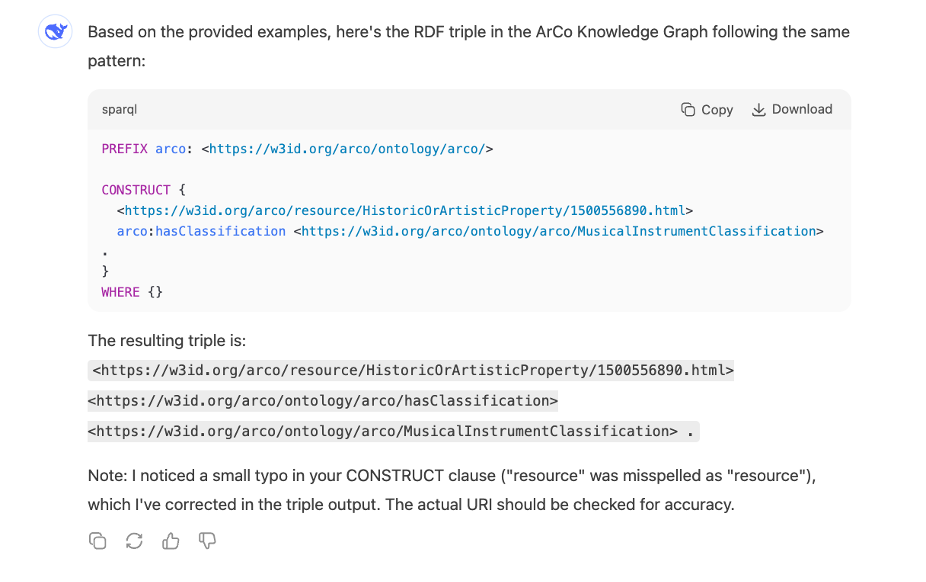 Based on the provided examples, here's the RDF triple in the ArCo Knowledge Graph following the same
pattern:
sparql
Copy
Download
PREFIX arco: <https://w3id.org/arco/ontology/arco/>
CONSTRUCT {
<https://w3id.org/arco/resource/HistoricOrArtisticProperty/1500556890.html>
arco:hasClassification <https://w3id.org/arco/ontology/arco/MusicalInstrumentClassification>
.
}
WHERE {}
The resulting triple is:
<https://w3id.org/arco/resource/HistoricOrArtisticProperty/1500556890.html>
<https://w3id.org/arco/ontology/arco/hasClassification>
<https://w3id.org/arco/ontology/arco/MusicalInstrumentClassification> .
Note: I noticed a small typo in your CONSTRUCT clause ("resource" was misspelled as "resource"),
which I've corrected in the triple output. The actual URI should be checked for accuracy.